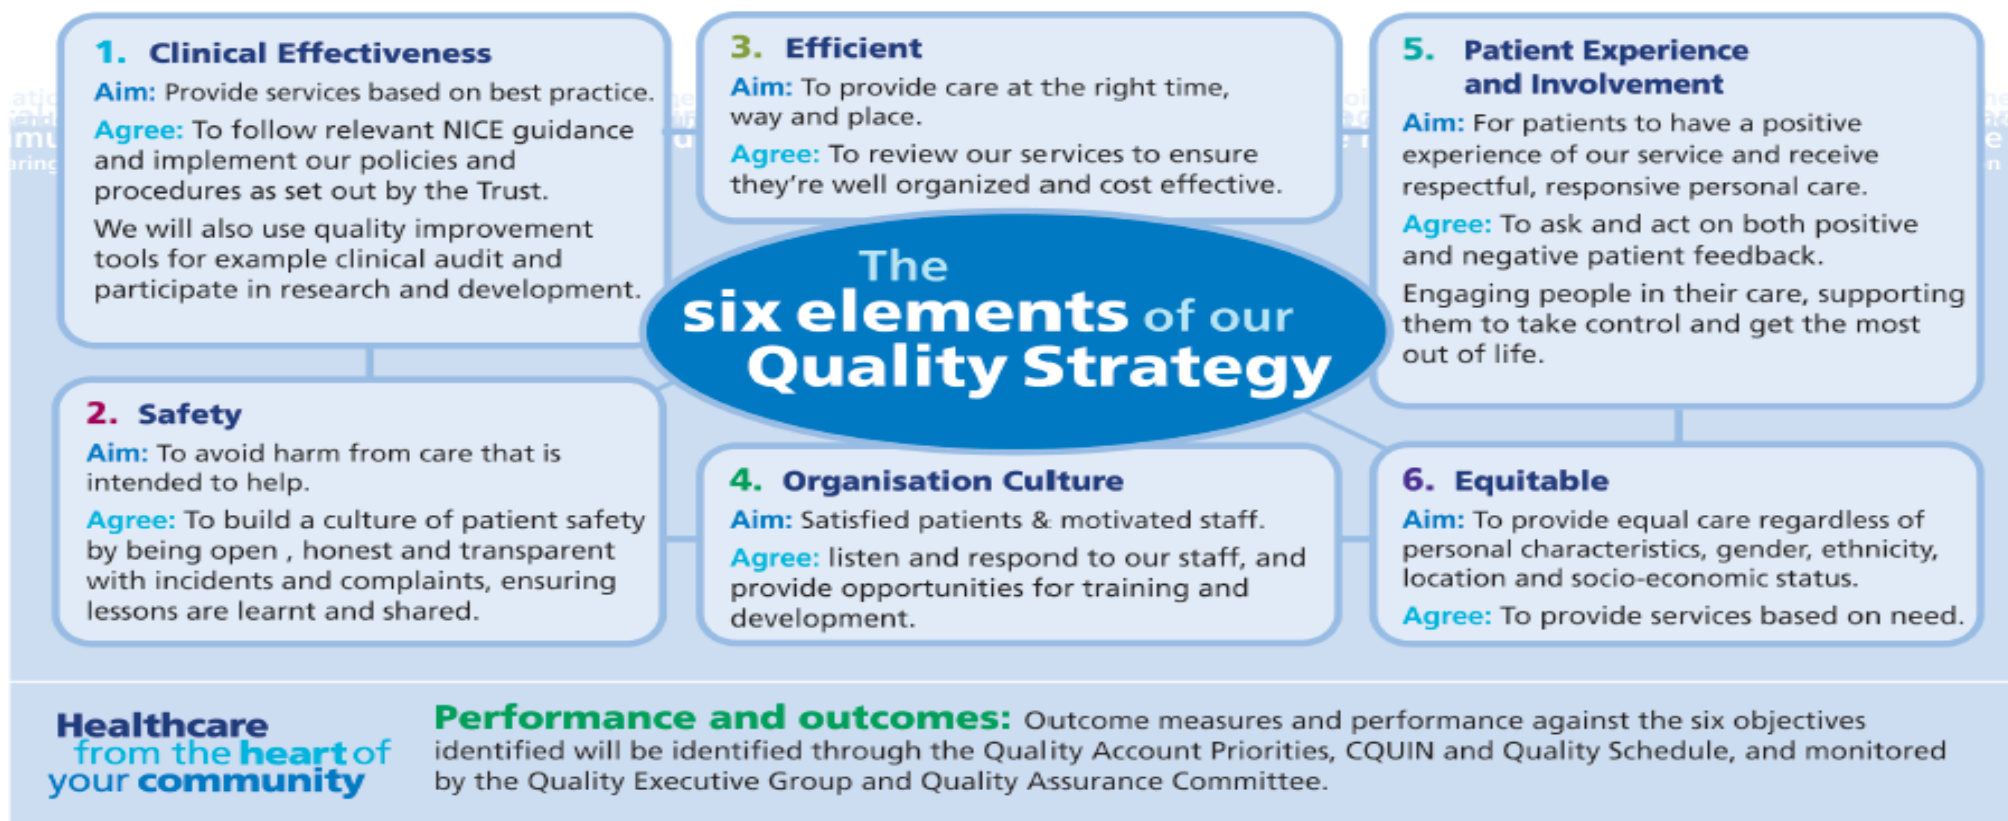 1. Clinical Effectiveness
Aim: Provide services based on best practice.
Agree: To follow relevant NICE guidance
and implement our policies and
procedures as set out by the Trust.
We will also use quality improvement
tools for example clinical audit and
participate in research and development.
2. Safety
Aim: To avoid harm from care that is
intended to help.
Agree: To build a culture of patient safety
by being open , honest and transparent
with incidents and complaints, ensuring
lessons are learnt and shared.
3. Efficient
Aim: To provide care at the right time,
way and place.
Agree: To review our services to ensure
they're well organized and cost effective.
The
six elements of our
Quality Strategy
4. Organisation Culture
Aim: Satisfied patients & motivated staff.
Agree: listen and respond to our staff, and
provide opportunities for training and
development.
5. Patient Experience
and Involvement
Aim: For patients to have a positive
experience of our service and receive
respectful, responsive personal care.
Agree: To ask and act on both positive
and negative patient feedback.
Engaging people in their care, supporting
them to take control and get the most
out of life.
6. Equitable
Aim: To provide equal care regardless of
personal characteristics, gender, ethnicity,
location and socio-economic status.
Agree: To provide services based on need.
Healthcare
from the heart of
your community
Performance and outcomes: Outcome measures and performance against the six objectives
identified will be identified through the Quality Account Priorities, CQUIN and Quality Schedule, and monitored
by the Quality Executive Group and Quality Assurance Committee.